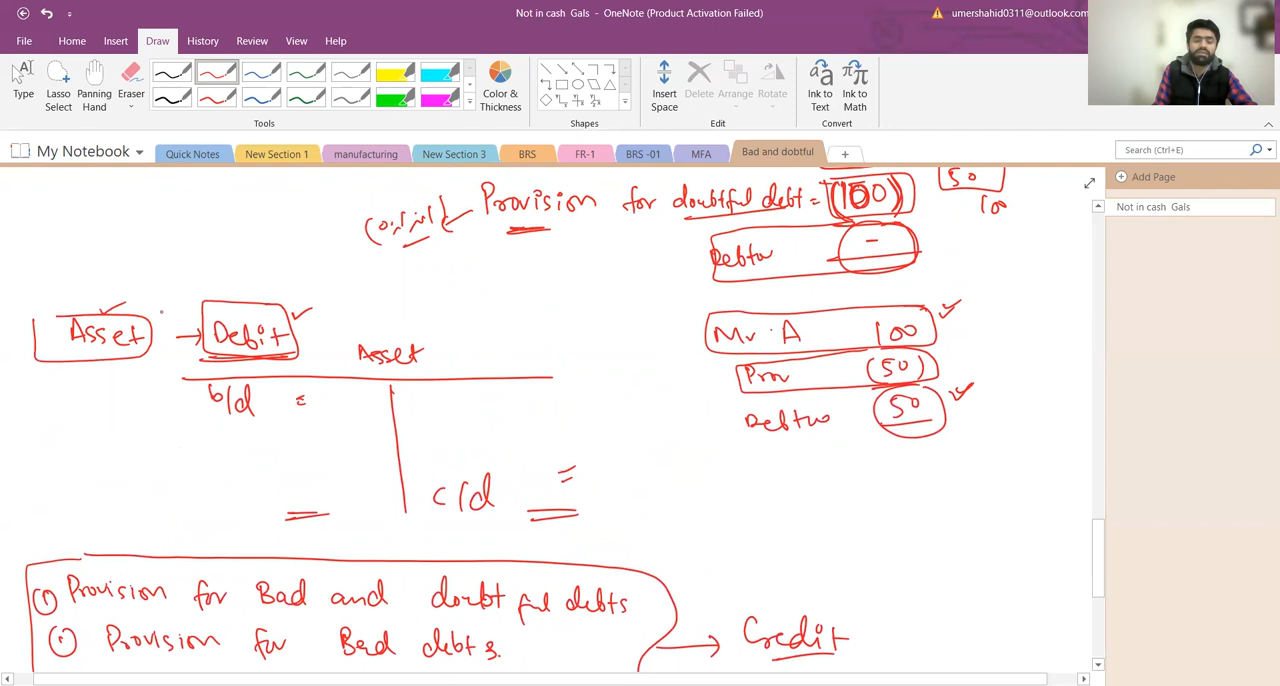 Not in cash Gals - OneNote (Product Activation Failed)
umershahid0311@outlook.com
File Home Insert Draw History Review View Help
Type
Lasso Select
Panning Hand
Eraser
Color & Thickness
Insert Space
Delete
Arrange
Rotate
Ink to Text
Ink to Math
Tools
Shapes
Edit
Convert
My Notebook
Quick Notes
New Section 1
manufacturing
New Section 3
BRS
FR-1
BRS -01
MFA
Bad and dobtful
Search (Ctrl+E)
Add Page
Not in cash Gals
50
100
Provision for doubtful debt = (100)
Debtor -
Asset → Debit
Asset
b/d =
c/d =
Mr. A 100
Prov (50)
Debtor 50
① Provision for Bad and doubtful debts
① Provision for Bad debts.
→ Credit